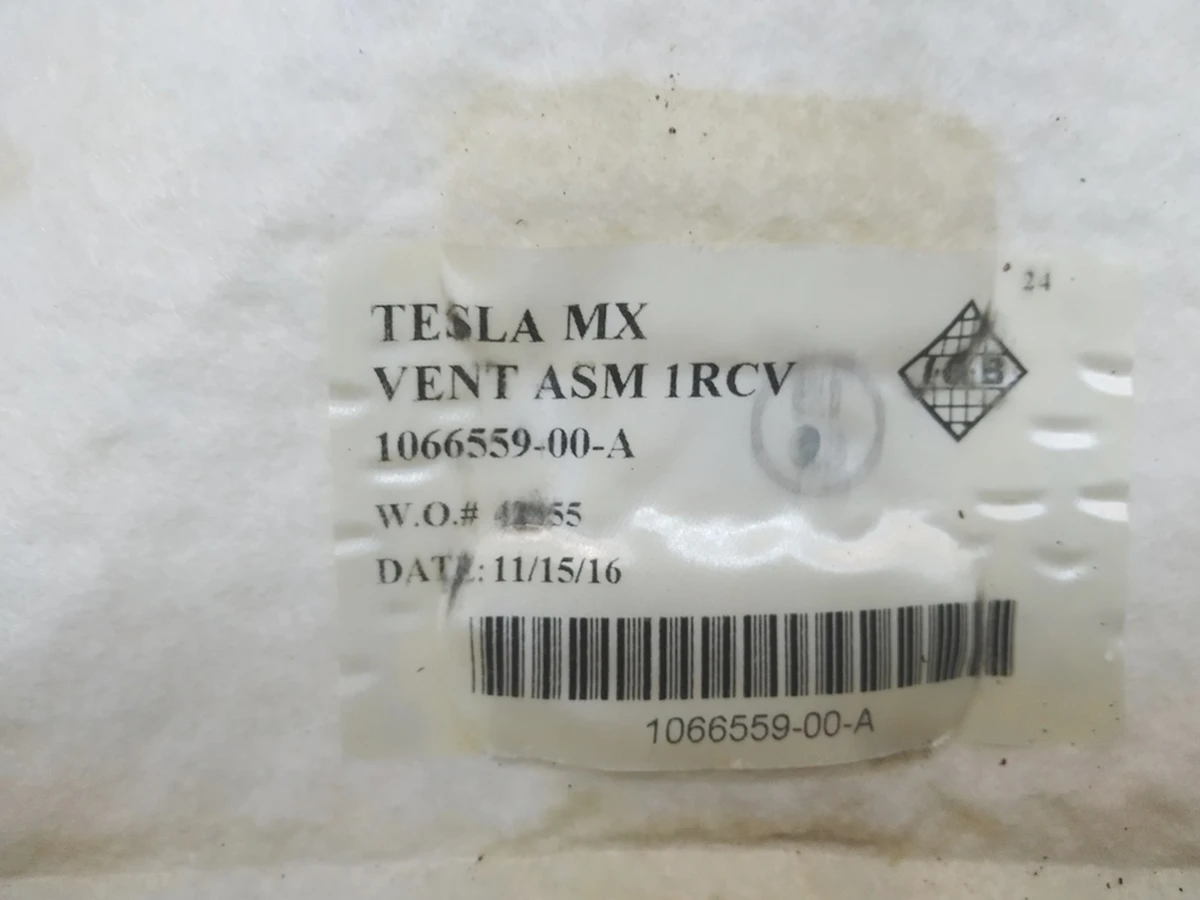 24
TESLA MX
VENT ASM 1RCV
1066559-00-A
W.O.#
DATE: 11/15/16
1066559-00-A